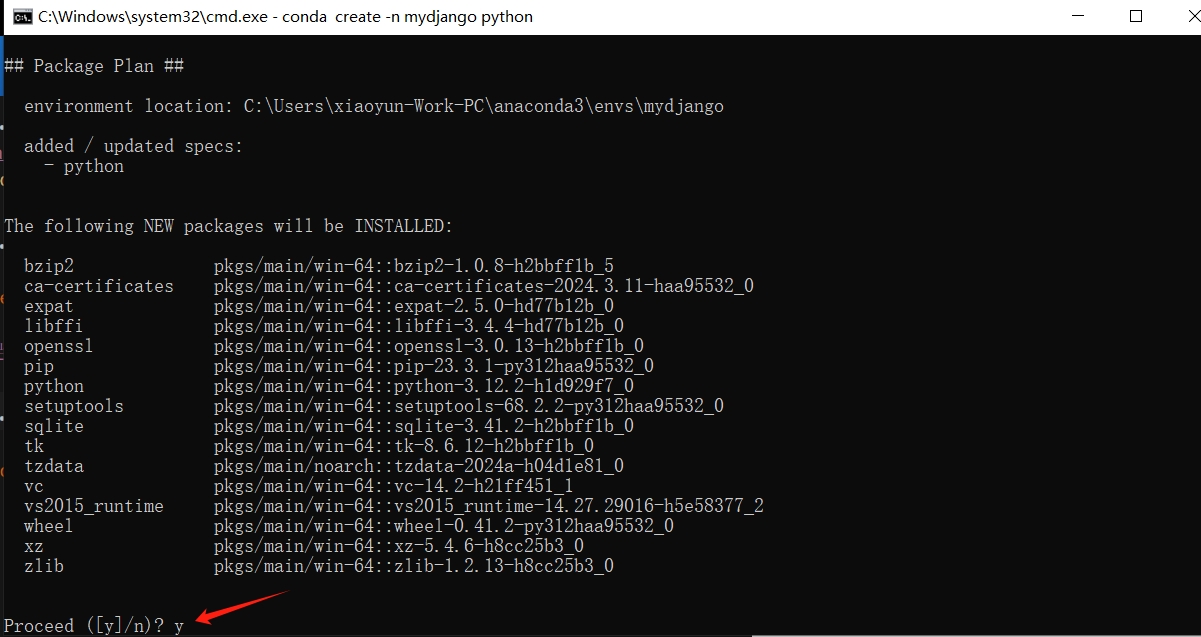 C:\Windows\system32\cmd.exe - conda  create -n mydjango python
## Package Plan ##
environment location: C:\Users\xiaoyun-Work-PC\anaconda3\envs\mydjango
added / updated specs:
- python
The following NEW packages will be INSTALLED:
bzip2 pkgs/main/win-64::bzip2-1.0.8-h2bbff1b_5
ca-certificates pkgs/main/win-64::ca-certificates-2024.3.11-haa95532_0
expat pkgs/main/win-64::expat-2.5.0-hd77b12b_0
libffi pkgs/main/win-64::libffi-3.4.4-hd77b12b_0
openssl pkgs/main/win-64::openssl-3.0.13-h2bbff1b_0
pip pkgs/main/win-64::pip-23.3.1-py312haa95532_0
python pkgs/main/win-64::python-3.12.2-h1d929f7_0
setuptools pkgs/main/win-64::setuptools-68.2.2-py312haa95532_0
sqlite pkgs/main/win-64::sqlite-3.41.2-h2bbff1b_0
tk pkgs/main/win-64::tk-8.6.12-h2bbff1b_0
tzdata pkgs/main/noarch::tzdata-2024a-h04d1e81_0
vc pkgs/main/win-64::vc-14.2-h21ff451_1
vs2015_runtime pkgs/main/win-64::vs2015_runtime-14.27.29016-h5e58377_2
wheel pkgs/main/win-64::wheel-0.41.2-py312haa95532_0
xz pkgs/main/win-64::xz-5.4.6-h8cc25b3_0
zlib pkgs/main/win-64::zlib-1.2.13-h8cc25b3_0
Proceed ([y]/n)? y